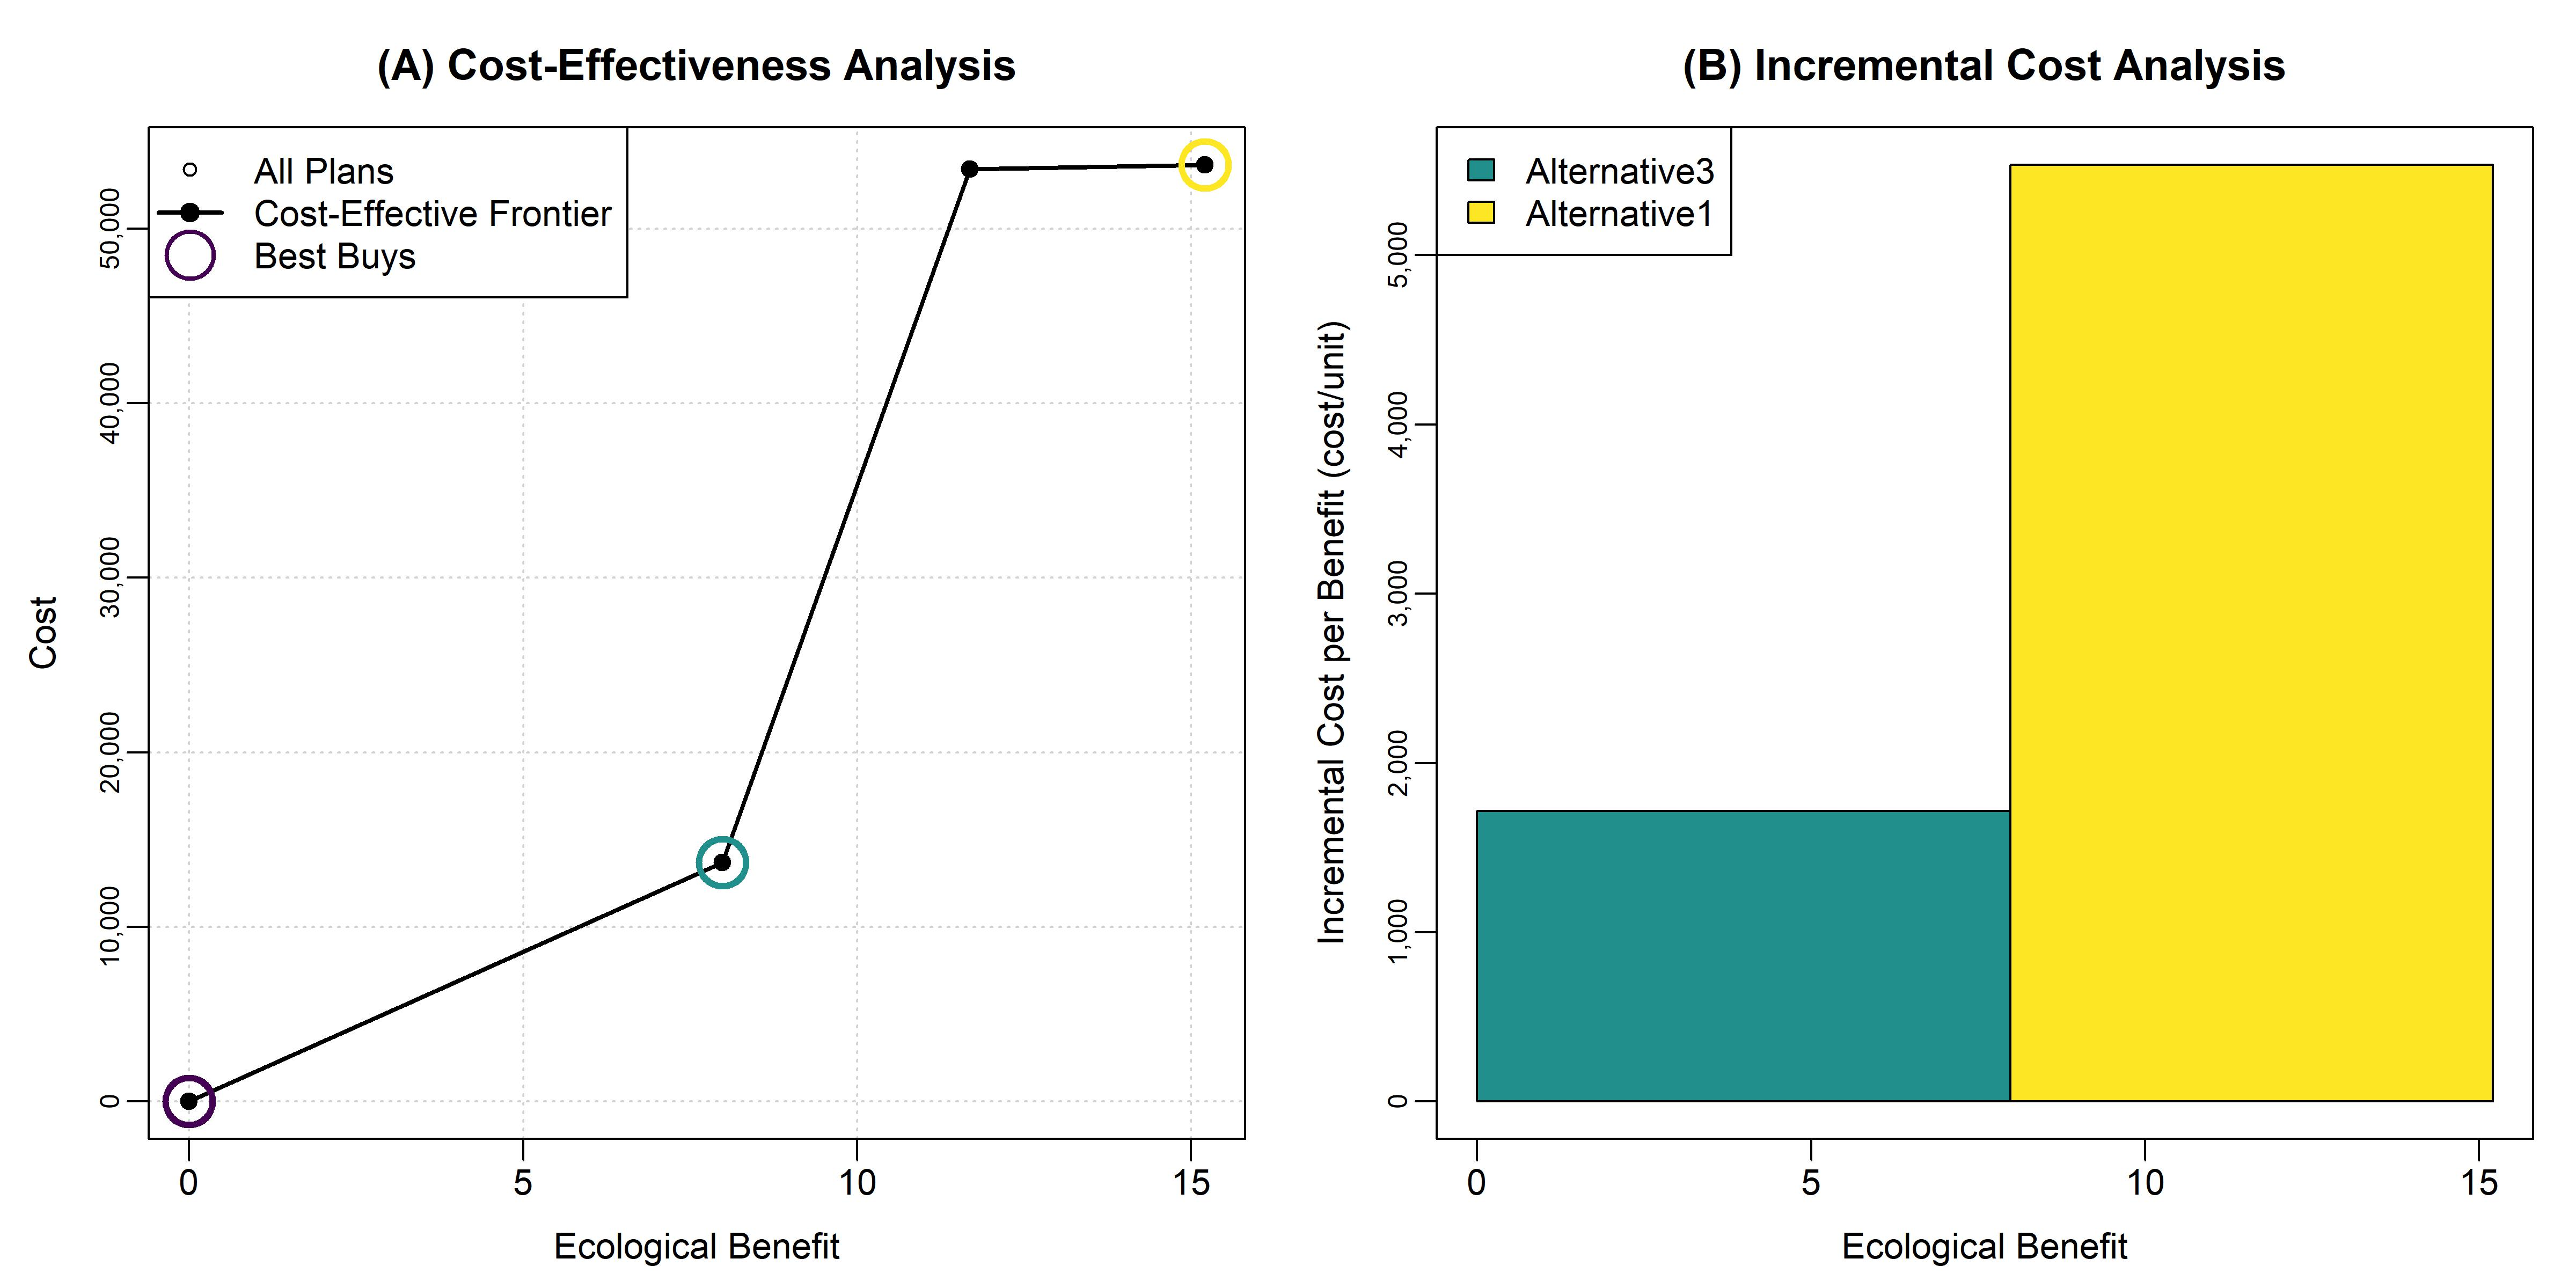 (A) Cost-Effectiveness Analysis
All Plans
Cost-Effective Frontier
Best Buys
Cost
50,000
40,000
30,000
20,000
10,000
0
0 5 10 15
Ecological Benefit
(B) Incremental Cost Analysis
Alternative3
Alternative1
Incremental Cost per Benefit (cost/unit)
5,000
4,000
3,000
2,000
1,000
0
0 5 10 15
Ecological Benefit